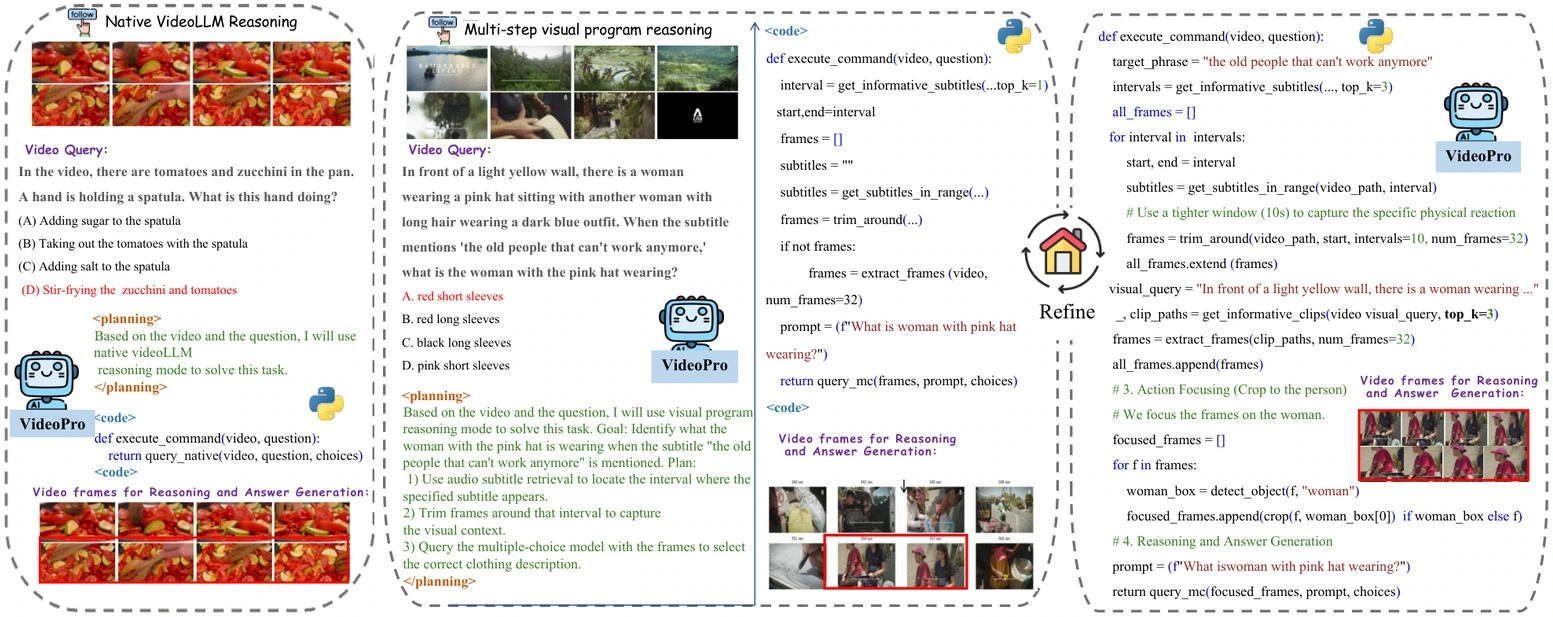 follow
Native VideoLLM Reasoning
Video Query:
In the video, there are tomatoes and zucchini in the pan.
A hand is holding a spatula. What is this hand doing?
(A) Adding sugar to the spatula
(B) Taking out the tomatoes with the spatula
(C) Adding salt to the spatula
(D) Stir-frying the zucchini and tomatoes
<planning>
Based on the video and the question, I will use
native videoLLM
reasoning mode to solve this task.
</planning>
AI
VideoPro
<code>
def execute_command(video, question):
return query_native(video, question, choices)
<code>
Video frames for Reasoning and Answer Generation:
follow
Multi-step visual program reasoning
REMARKABLE
LIVING
Video Query:
In front of a light yellow wall, there is a woman
wearing a pink hat sitting with another woman with
long hair wearing a dark blue outfit. When the subtitle
mentions 'the old people that can't work anymore,'
what is the woman with the pink hat wearing?
A. red short sleeves
B. red long sleeves
C. black long sleeves
D. pink short sleeves
AI
VideoPro
<planning>
Based on the video and the question, I will use visual program
reasoning mode to solve this task. Goal: Identify what the
woman with the pink hat is wearing when the subtitle "the old
people that can't work anymore" is mentioned. Plan:
1) Use audio subtitle retrieval to locate the interval where the
specified subtitle appears.
2) Trim frames around that interval to capture
the visual context.
3) Query the multiple-choice model with the frames to select
the correct clothing description.
</planning>
<code>
def execute_command(video, question):
interval = get_informative_subtitles(...top_k=1)
start,end=interval
frames = []
subtitles = ""
subtitles = get_subtitles_in_range(...)
frames = trim_around(...)
if not frames:
frames = extract_frames (video,
num_frames=32)
prompt = (f"What is woman with pink hat
wearing?")
return query_mc(frames, prompt, choices)
<code>
Video frames for Reasoning
and Answer Generation:
Refine
def execute_command(video, question):
target_phrase = "the old people that can't work anymore"
intervals = get_informative_subtitles(..., top_k=3)
all_frames = []
for interval in intervals:
start, end = interval
subtitles = get_subtitles_in_range(video_path, interval)
# Use a tighter window (10s) to capture the specific physical reaction
frames = trim_around(video_path, start, intervals=10, num_frames=32)
all_frames.extend (frames)
visual_query = "In front of a light yellow wall, there is a woman wearing ..."
_, clip_paths = get_informative_clips(video visual_query, top_k=3)
frames = extract_frames(clip_paths, num_frames=32)
all_frames.append(frames)
# 3. Action Focusing (Crop to the person)
# We focus the frames on the woman.
focused_frames = []
for f in frames:
woman_box = detect_object(f, "woman")
focused_frames.append(crop(f, woman_box[0]) if woman_box else f)
# 4. Reasoning and Answer Generation
prompt = (f"What iswoman with pink hat wearing?")
return query_mc(focused_frames, prompt, choices)
AI
VideoPro
Video frames for Reasoning
and Answer Generation: